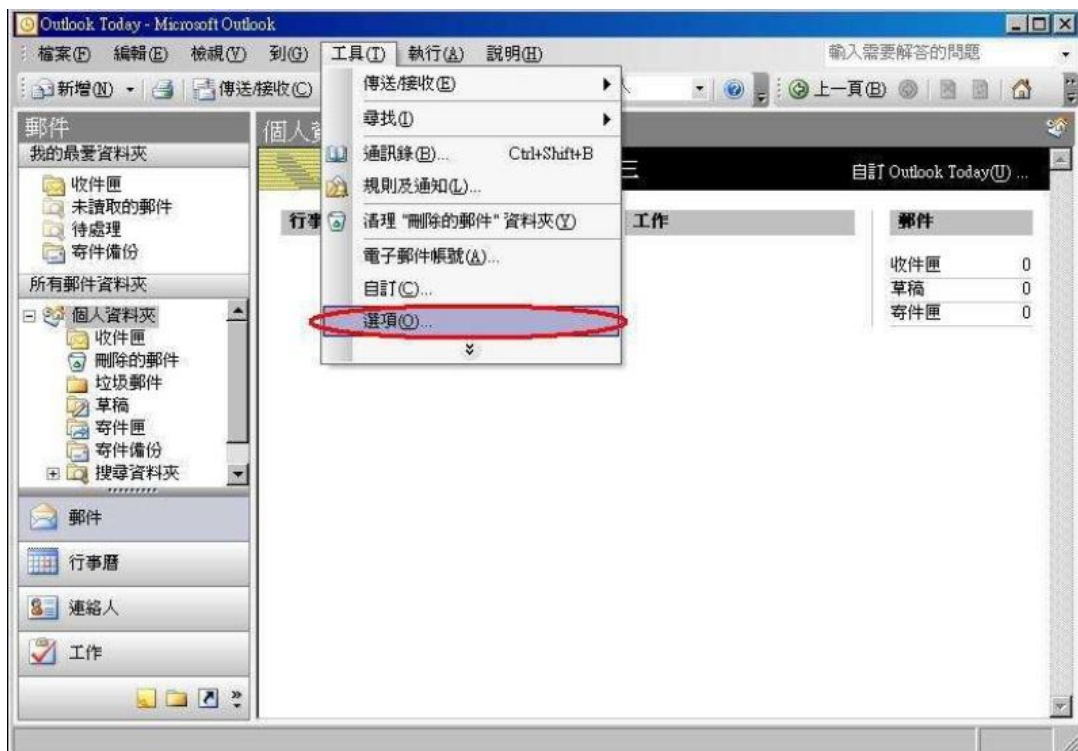 Outlook Today - Microsoft Outlook
檔案(F) 編輯(E) 檢視(V) 到(G) 工具(T) 執行(A) 說明(H) 輸入需要解答的問題
新增(N) 傳送/接收(C) 上一頁(B)
郵件
我的最愛資料夾
收件匣
未讀取的郵件
待處理
寄件備份
所有郵件資料夾
個人資料夾
收件匣
刪除的郵件
垃圾郵件
草稿
寄件匣
寄件備份
搜尋資料夾
郵件
行事曆
連絡人
工作
傳送/接收(E)
尋找(I)
通訊錄(B)... Ctrl+Shift+B
規則及通知(L)...
清理 "刪除的郵件" 資料夾(Y)
電子郵件帳號(A)...
自訂(C)...
選項(O)...
個人
三
自訂 Outlook Today(U) ...
行事 工作 郵件
收件匣 0
草稿 0
寄件匣 0